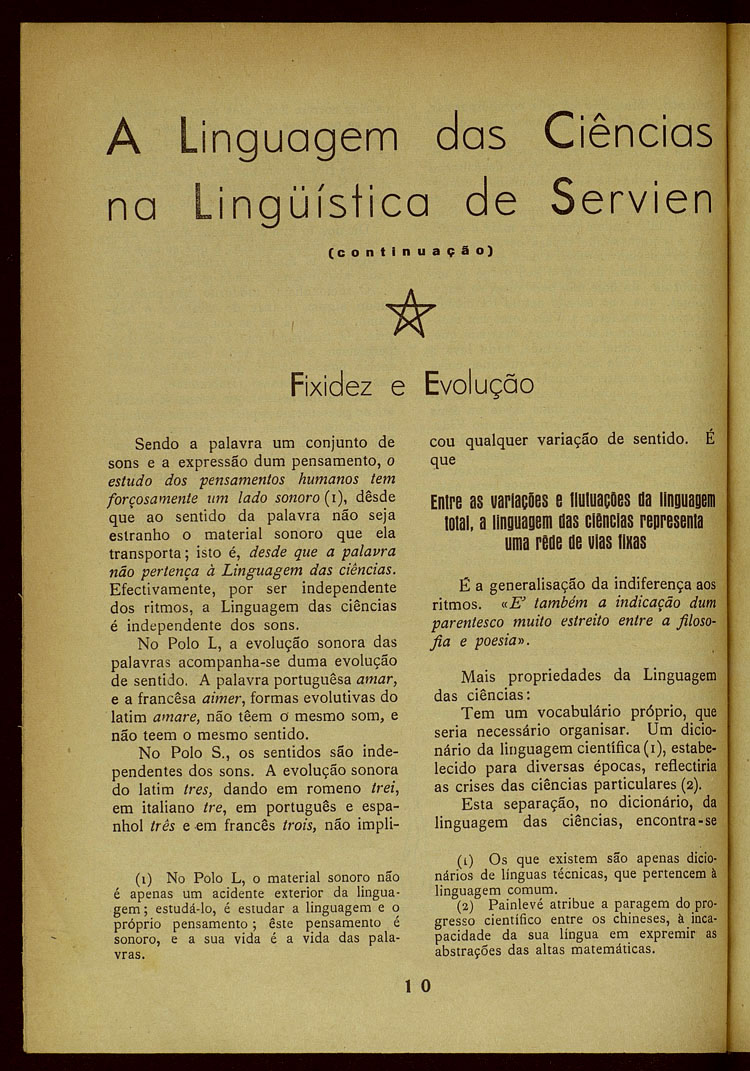 A Linguagem das Ciências
na Lingüística de Servien
(continuação)
Fixidez e Evolução
Sendo a palavra um conjunto de
sons e a expressão dum pensamento, o
estudo dos pensamentos humanos tem
forçosamente um lado sonoro (1), dêsde
que ao sentido da palavra não seja
estranho o material sonoro que ela
transporta; isto é, desde que a palavra
não pertença à Linguagem das ciências.
Efectivamente, por ser independente
dos ritmos, a Linguagem das ciências
é independente dos sons.
No Polo L, a evolução sonora das
palavras acompanha-se duma evolução
de sentido. A palavra portuguêsa amar,
e a francêsa aimer, formas evolutivas do
latim amare, não têem o mesmo som, e
não teem o mesmo sentido.
No Polo S., os sentidos são inde-
pendentes dos sons. A evolução sonora
do latim tres, dando em romeno trei,
em italiano tre, em português e espa-
nhol três e em francês trois, não impli-
(1) No Polo L, o material sonoro não
é apenas um acidente exterior da lingua-
gem; estudá-lo, é estudar a linguagem e o
próprio pensamento; êste pensamento é
sonoro, e a sua vida é a vida das pala-
vras.
cou qualquer variação de sentido. É
que
Entre as variações e flutuações da linguagem
total, a linguagem das ciências representa
uma rêde de vias fixas
É a generalisação da indiferença aos
ritmos. «E' também a indicação dum
parentesco muito estreito entre a filoso-
fia e poesia».
Mais propriedades da Linguagem
das ciências:
Tem um vocabulário próprio, que
seria necessário organisar. Um dicio-
nário da linguagem científica (1), estabe-
lecido para diversas épocas, reflectiria
as crises das ciências particulares (2).
Esta separação, no dicionário, da
linguagem das ciências, encontra-se
(1) Os que existem são apenas dicio-
nários de línguas técnicas, que pertencem à
linguagem comum.
(2) Painlevé atribue a paragem do pro-
gresso científico entre os chineses, à inca-
pacidade da sua língua em expremir as
abstrações das altas matemáticas.
10